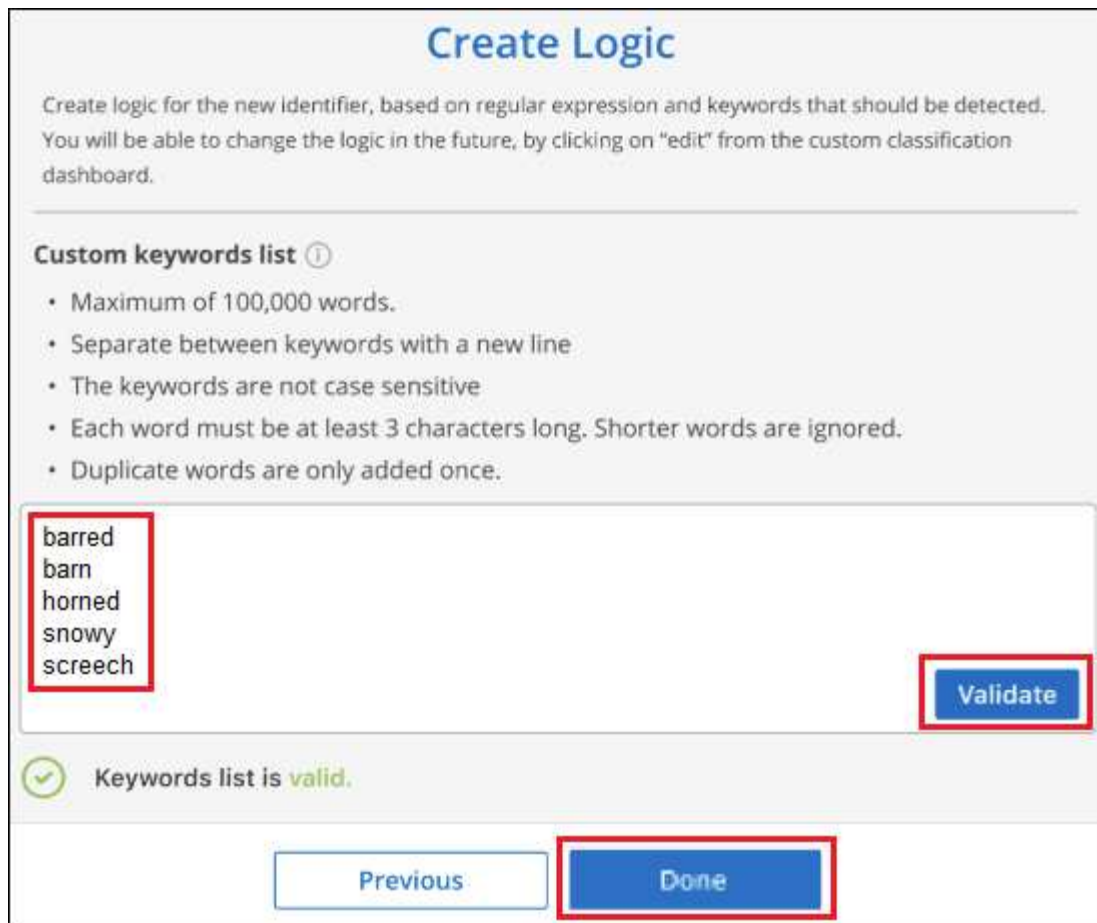 Create Logic
Create logic for the new identifier, based on regular expression and keywords that should be detected.
You will be able to change the logic in the future, by clicking on “edit” from the custom classification
dashboard.
Custom keywords list
• Maximum of 100,000 words.
• Separate between keywords with a new line
• The keywords are not case sensitive
• Each word must be at least 3 characters long. Shorter words are ignored.
• Duplicate words are only added once.
barred
barn
horned
snowy
screech
Validate
Keywords list is valid.
Previous
Done